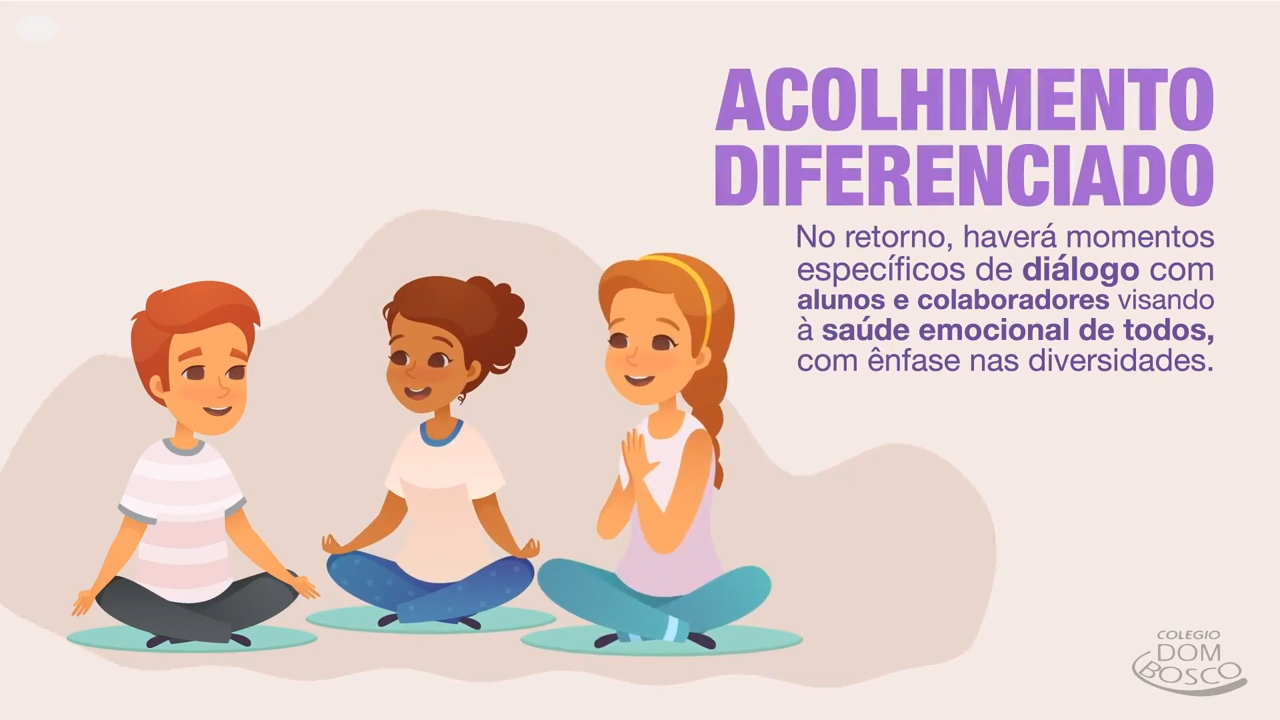 ACOLHIMENTO
DIFERENCIADO
No retorno, haverá momentos
específicos de diálogo com
alunos e colaboradores visando
à saúde emocional de todos,
com ênfase nas diversidades.
COLEGIO
DOM
BOSCO